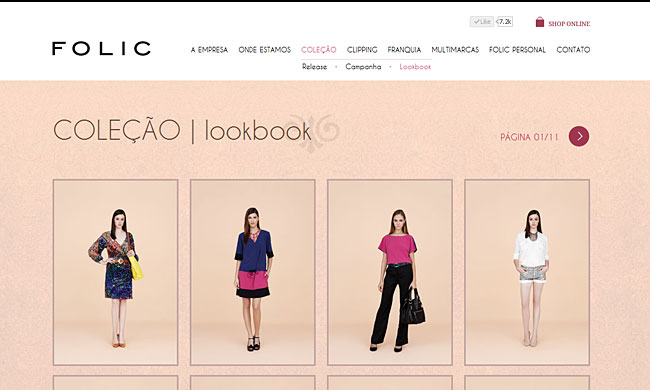 Like 7.2k
SHOP ONLINE
FOLIC
A EMPRESA ONDE ESTAMOS COLEÇÃO CLIPPING FRANQUIA MULTIMARCAS FOLIC PERSONAL CONTATO
Release • Campanha • Lookbook
COLEÇÃO | lookbook
PÁGINA 01/11